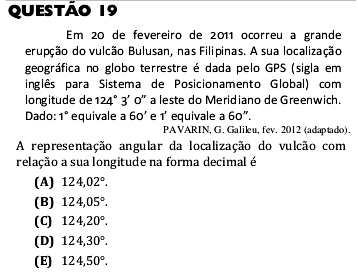 QUESTÃO 19
Em 20 de fevereiro de 2011 ocorreu a grande
erupção do vulcão Bulusan, nas Filipinas. A sua localização
geográfica no globo terrestre é dada pelo GPS (sigla em
inglês para Sistema de Posicionamento Global) com
longitude de 124° 3' 0" a leste do Meridiano de Greenwich.
Dado: 1° equivale a 60' e 1' equivale a 60".
PAVARIN, G. Galileu, fev. 2012 (adaptado).
A representação angular da localização do vulcão com
relação a sua longitude na forma decimal é
(A) 124,02°.
(B) 124,05°.
(C) 124,20°.
(D) 124,30°.
(E) 124,50°.